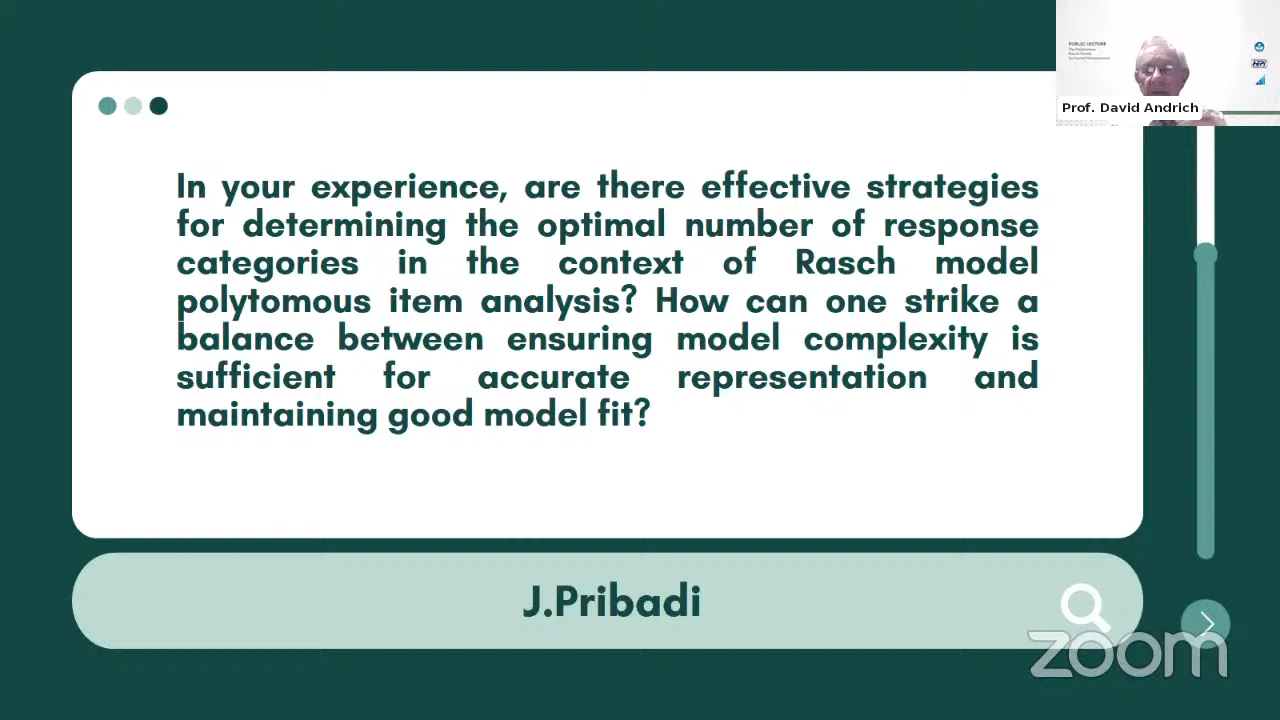 In your experience, are there effective strategies
for determining the optimal number of response
categories in the context of Rasch model
polytomous item analysis? How can one strike a
balance between ensuring model complexity is
sufficient for accurate representation and
maintaining good model fit?
J.Pribadi
PUBLIC LECTURE
Prof. David Andrich
zoom